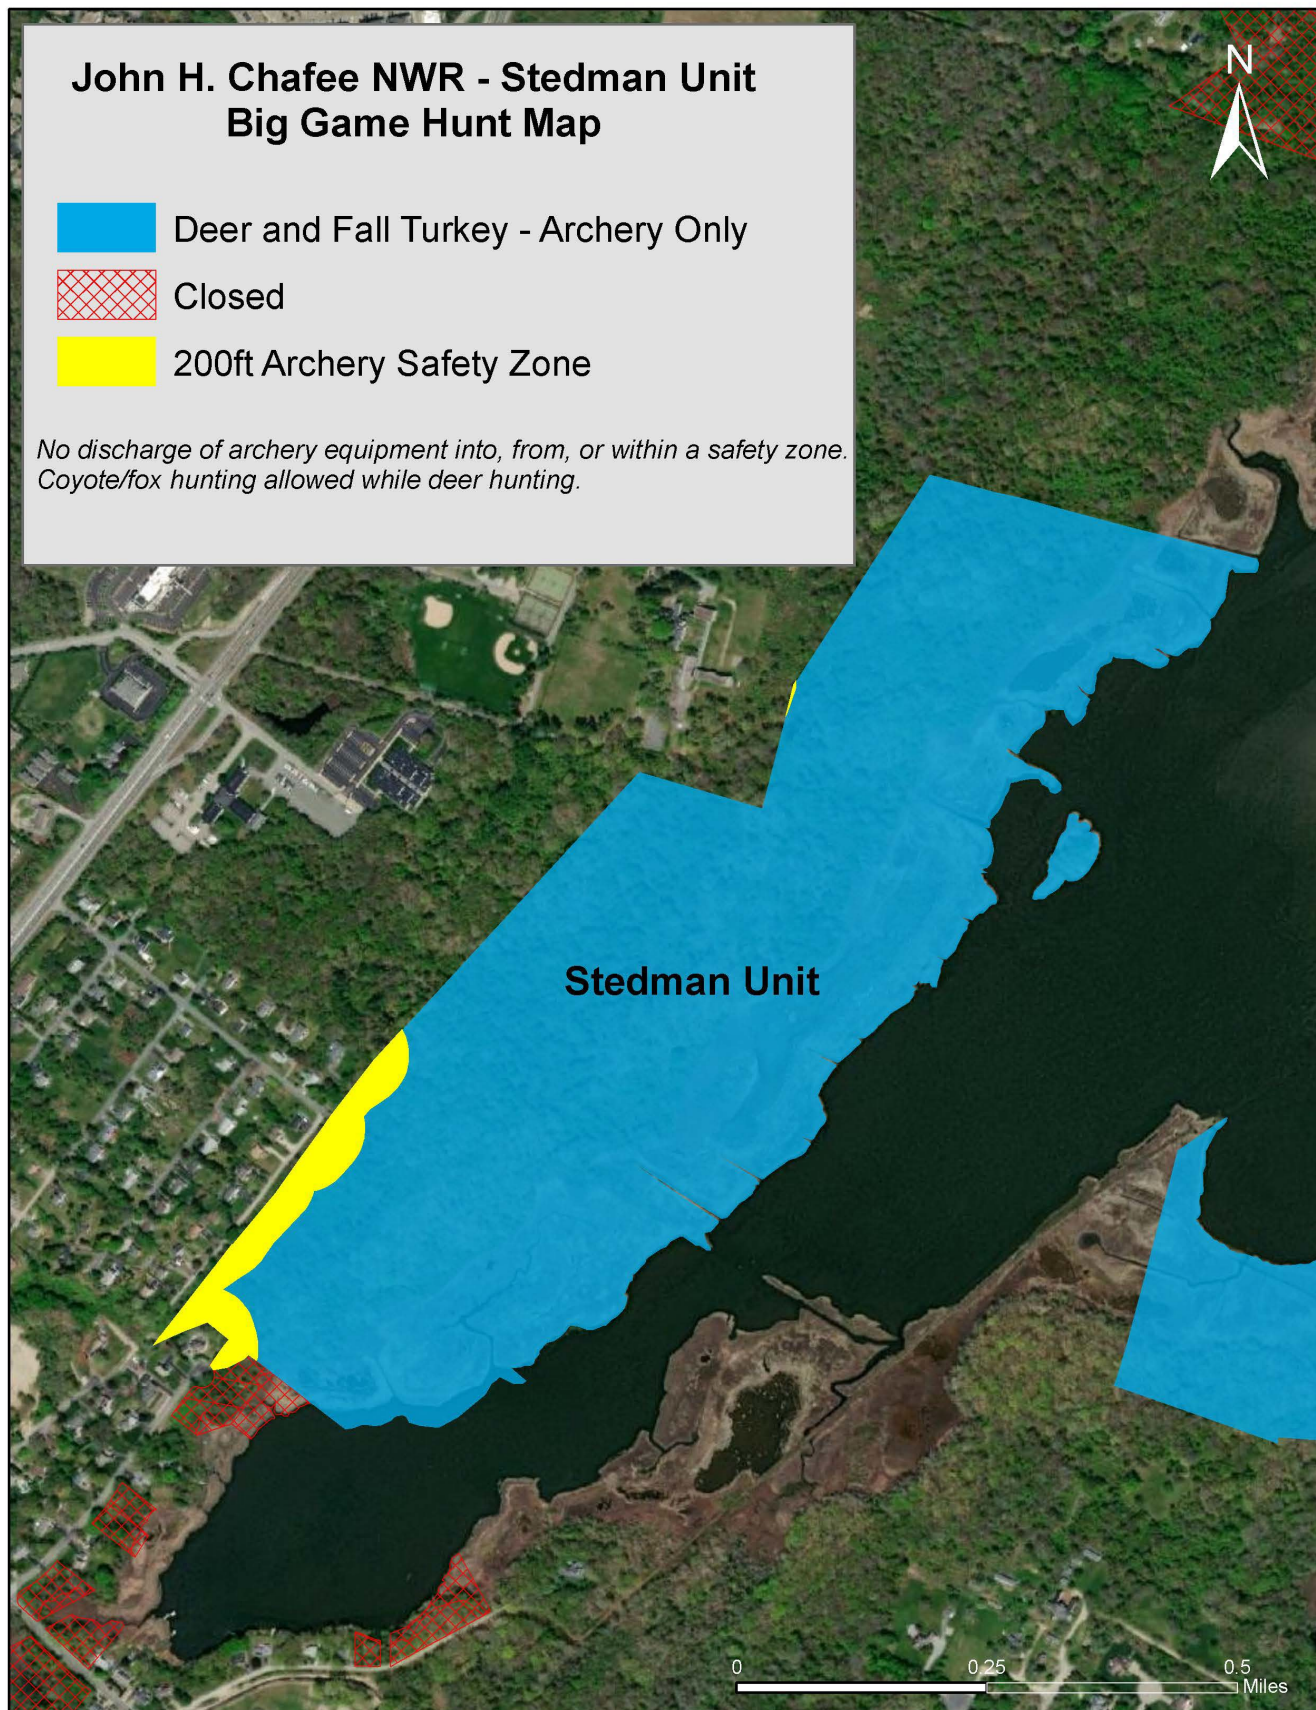 John H. Chafee NWR - Stedman Unit
Big Game Hunt Map
N
Deer and Fall Turkey - Archery Only
Closed
200ft Archery Safety Zone
No discharge of archery equipment into, from, or within a safety zone.
Coyote/fox hunting allowed while deer hunting.
Stedman Unit
0 0.25 0.5
Miles